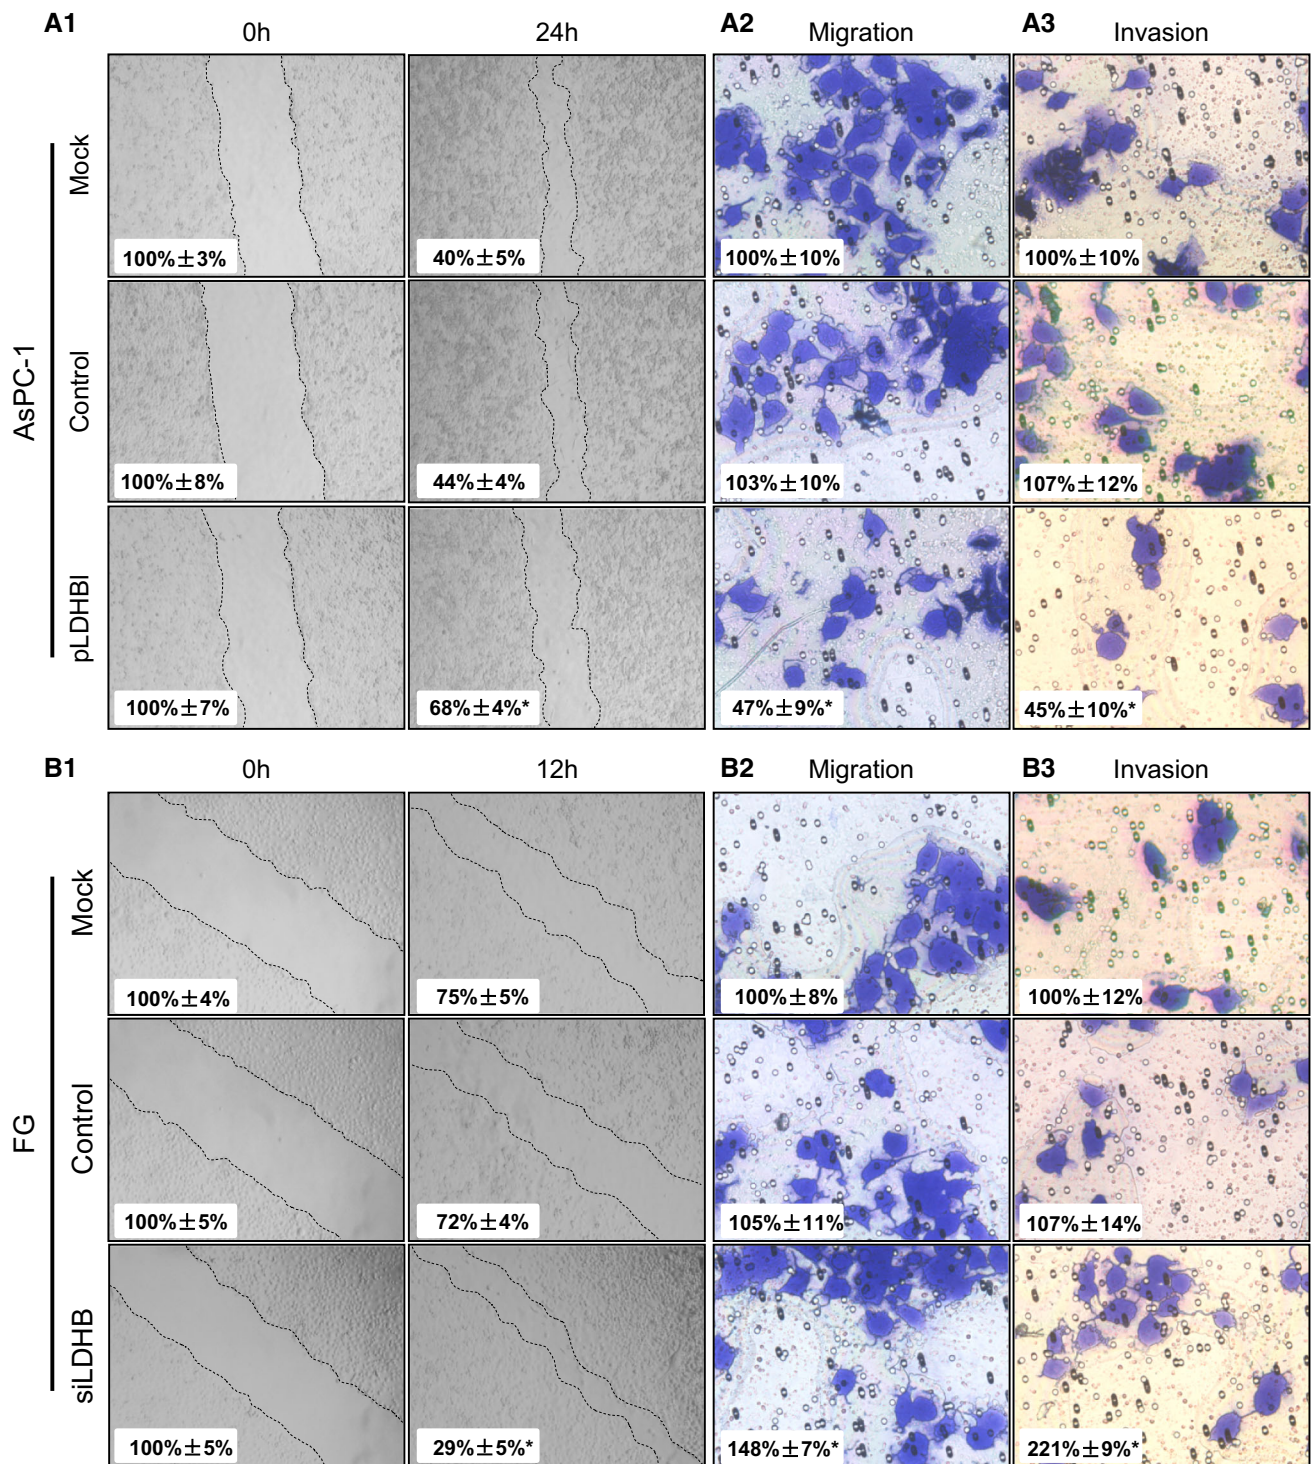 A1 0h 24h A2 Migration A3 Invasion
AsPC-1
Mock
100%±3% 40%±5% 100%±10% 100%±10%
Control
100%±8% 44%±4% 103%±10% 107%±12%
pLDHBI
100%±7% 68%±4%* 47%±9%* 45%±10%*
B1 0h 12h B2 Migration B3 Invasion
FG
Mock
100%±4% 75%±5% 100%±8% 100%±12%
Control
100%±5% 72%±4% 105%±11% 107%±14%
siLDHB
100%±5% 29%±5%* 148%±7%* 221%±9%*